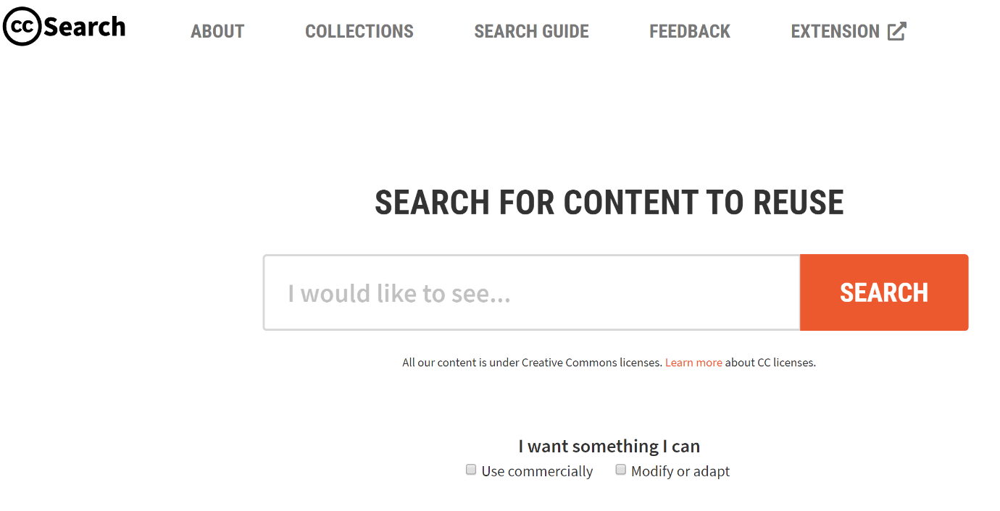 cc Search ABOUT COLLECTIONS SEARCH GUIDE FEEDBACK EXTENSION
SEARCH FOR CONTENT TO REUSE
I would like to see... SEARCH
All our content is under Creative Commons licenses. Learn more about CC licenses.
I want something I can
Use commercially Modify or adapt